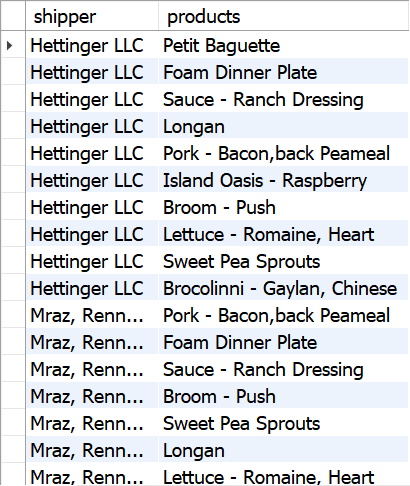 shipper products
Hettinger LLC Petit Baguette
Hettinger LLC Foam Dinner Plate
Hettinger LLC Sauce - Ranch Dressing
Hettinger LLC Longan
Hettinger LLC Pork - Bacon,back Peameal
Hettinger LLC Island Oasis - Raspberry
Hettinger LLC Broom - Push
Hettinger LLC Lettuce - Romaine, Heart
Hettinger LLC Sweet Pea Sprouts
Hettinger LLC Brocolinni - Gaylan, Chinese
Mraz, Renn... Pork - Bacon,back Peameal
Mraz, Renn... Foam Dinner Plate
Mraz, Renn... Sauce - Ranch Dressing
Mraz, Renn... Broom - Push
Mraz, Renn... Sweet Pea Sprouts
Mraz, Renn... Longan
Mraz, Renn... Lettuce - Romaine, Heart